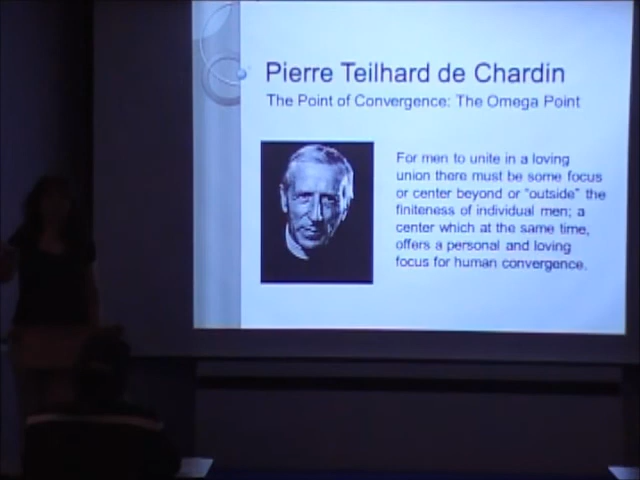 Pierre Teilhard de Chardin
The Point of Convergence: The Omega Point
For men to unite in a loving
union there must be some focus
or center beyond or "outside" the
finiteness of individual men; a
center which at the same time,
offers a personal and loving
focus for human convergence.